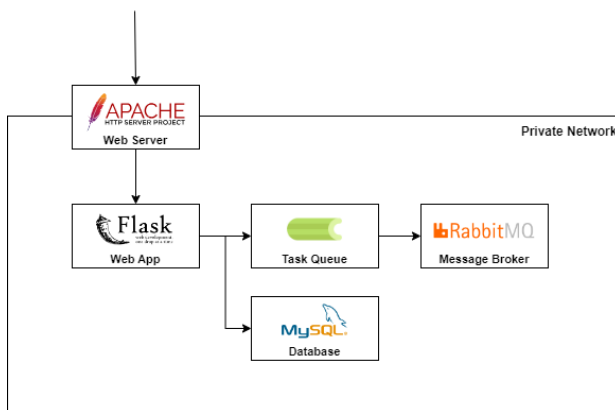 APACHE
HTTP SERVER PROJECT
Web Server
Private Network
Flask
Web App
Task Queue
RabbitMQ
Message Broker
MySQL
Database